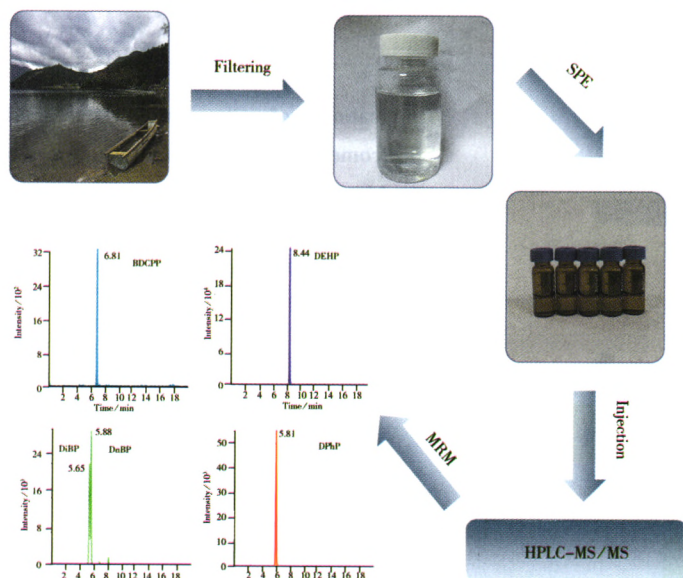 Filtering
SPE
Injection
HPLC-MS/MS
MRM
Intensity/10²
32
24
16
8
0
6.81
BDCPP
2 4 6 8 10 12 14 16 18
Time/min
Intensity/10⁴
24
18
12
6
0
8.44 DEHP
2 4 6 8 10 12 14 16 18
Time/min
Intensity/10³
24
16
8
0
5.88
DiBP DnBP
5.65
2 4 6 8 10 12 14 16 18
Intensity/10³
50
40
30
20
10
0
5.81
DPhP
2 4 6 8 10 12 14 16 18